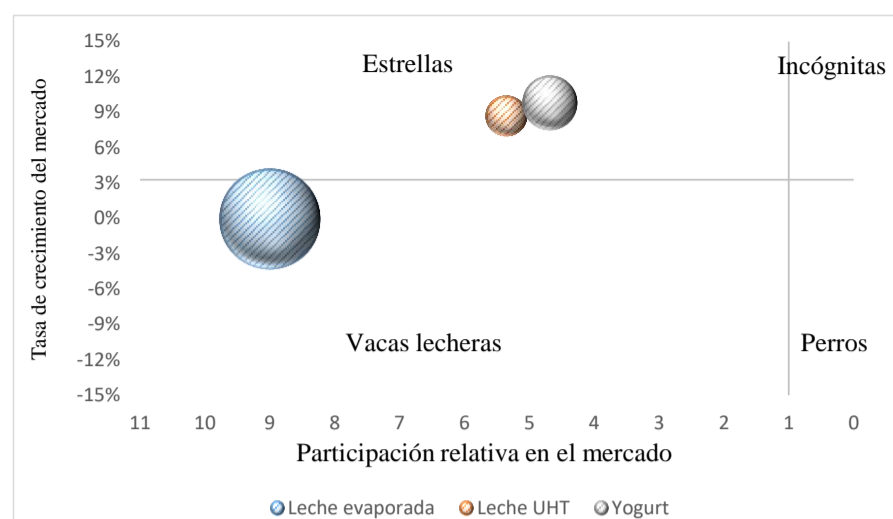 15%
Estrellas
Incógnitas
12%
9%
6%
3%
0%
-3%
-6%
-9%
Vacas lecheras
Perros
-12%
-15%
Tasa de crecimiento del mercado
11 10 9 8 7 6 5 4 3 2 1 0
Participación relativa en el mercado
Leche evaporada Leche UHT Yogurt